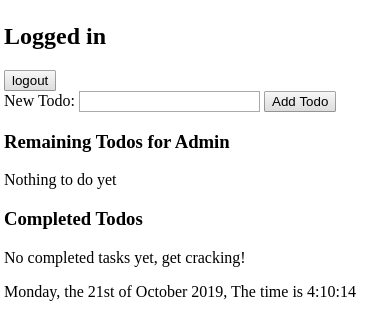 Logged in
logout
New Todo: Add Todo
Remaining Todos for Admin
Nothing to do yet
Completed Todos
No completed tasks yet, get cracking!
Monday, the 21st of October 2019, The time is 4:10:14